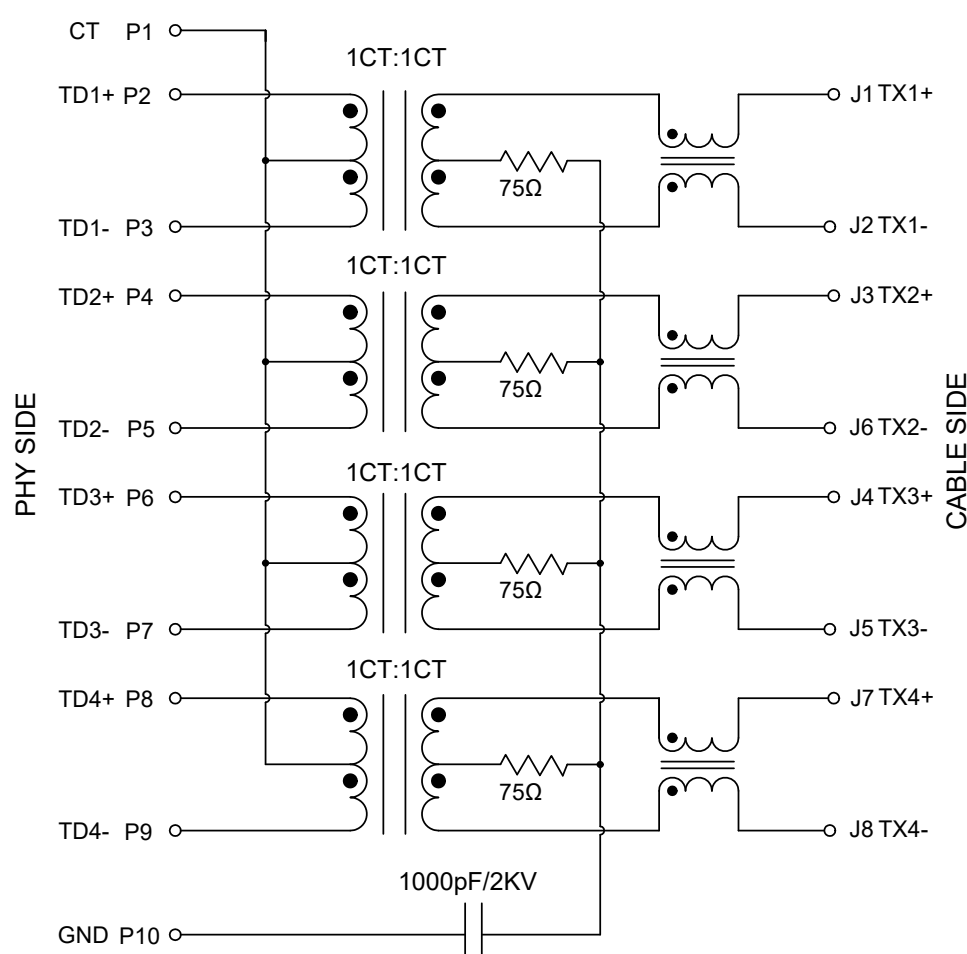 CT P1
1CT:1CT
TD1+ P2
J1 TX1+
75Ω
TD1- P3
J2 TX1-
1CT:1CT
TD2+ P4
J3 TX2+
75Ω
TD2- P5
J6 TX2-
PHY SIDE
CABLE SIDE
1CT:1CT
TD3+ P6
J4 TX3+
75Ω
TD3- P7
J5 TX3-
1CT:1CT
TD4+ P8
J7 TX4+
75Ω
TD4- P9
J8 TX4-
1000pF/2KV
GND P10